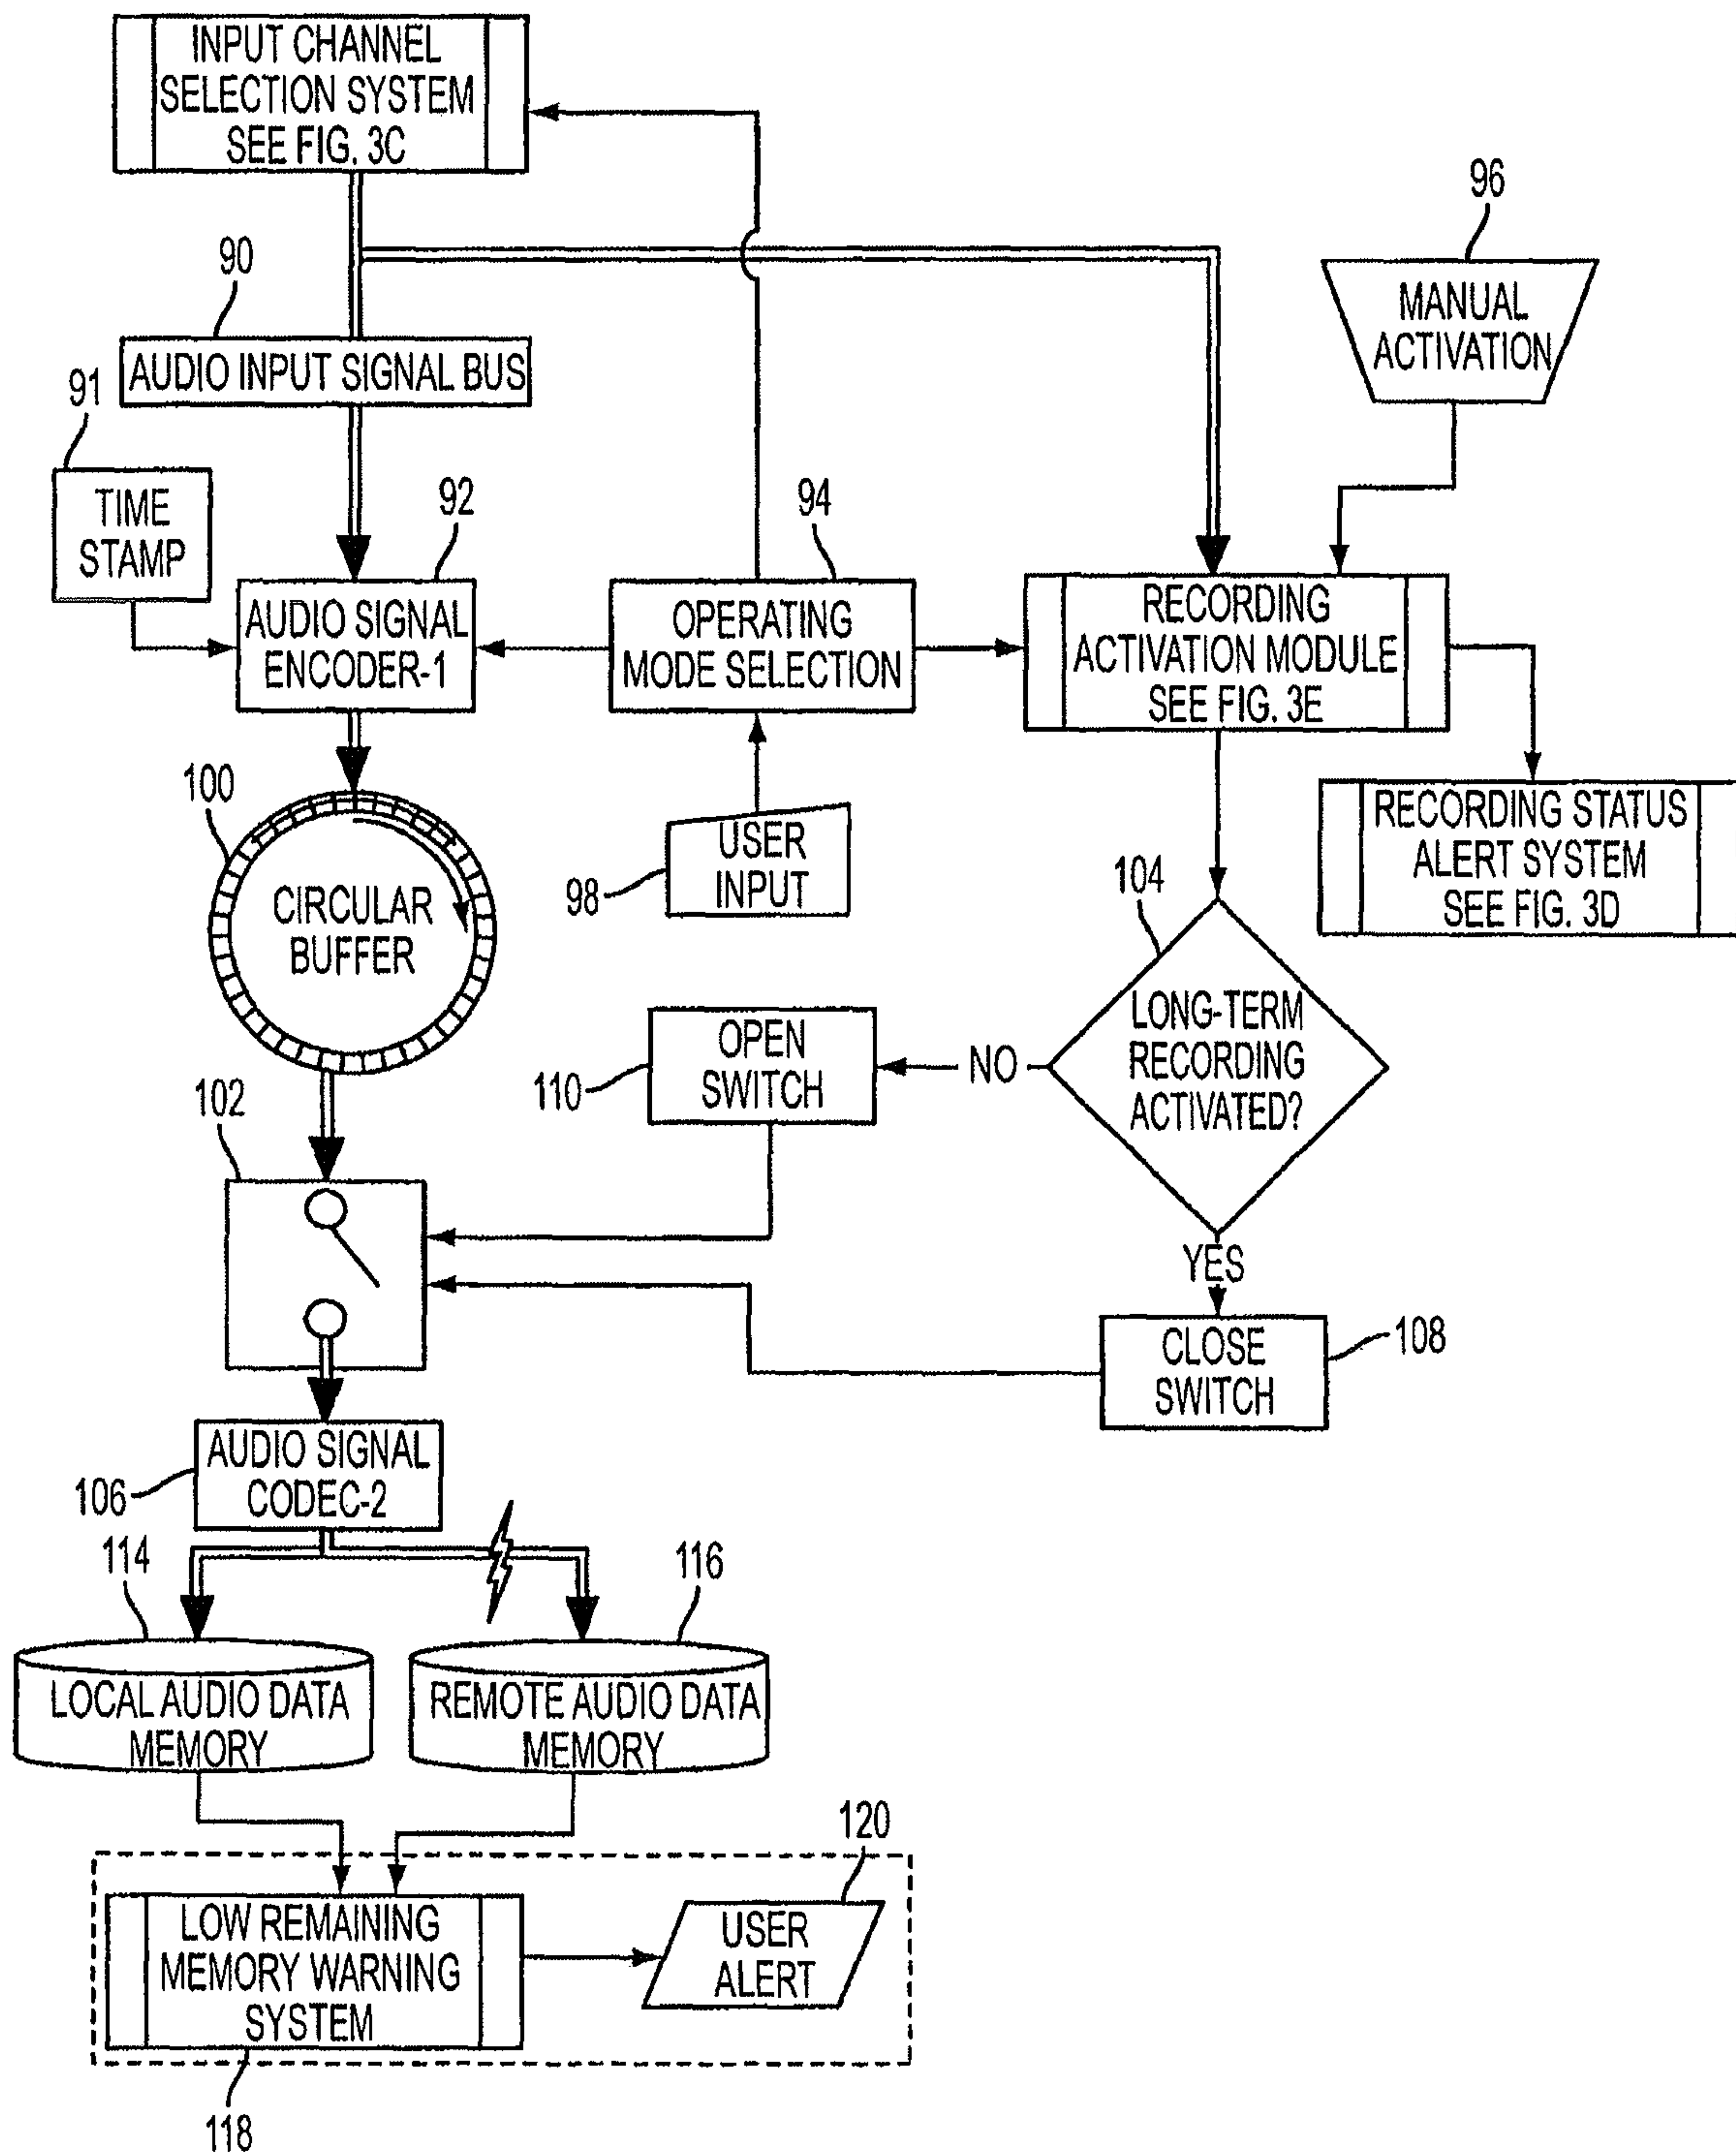 INPUT CHANNEL
SELECTION SYSTEM
SEE FIG. 3C
96
MANUAL
ACTIVATION
90
AUDIO INPUT SIGNAL BUS
91
TIME
STAMP
92
AUDIO SIGNAL
ENCODER-1
94
OPERATING
MODE SELECTION
RECORDING
ACTIVATION MODULE
SEE FIG. 3E
98
USER
INPUT
RECORDING STATUS
ALERT SYSTEM
SEE FIG. 3D
100
CIRCULAR
BUFFER
104
LONG-TERM
RECORDING
ACTIVATED?
NO
110
OPEN
SWITCH
102
YES
CLOSE
SWITCH
108
106
AUDIO SIGNAL
CODEC-2
114
LOCAL AUDIO DATA
MEMORY
116
REMOTE AUDIO DATA
MEMORY
120
LOW REMAINING
MEMORY WARNING
SYSTEM
USER
ALERT
118